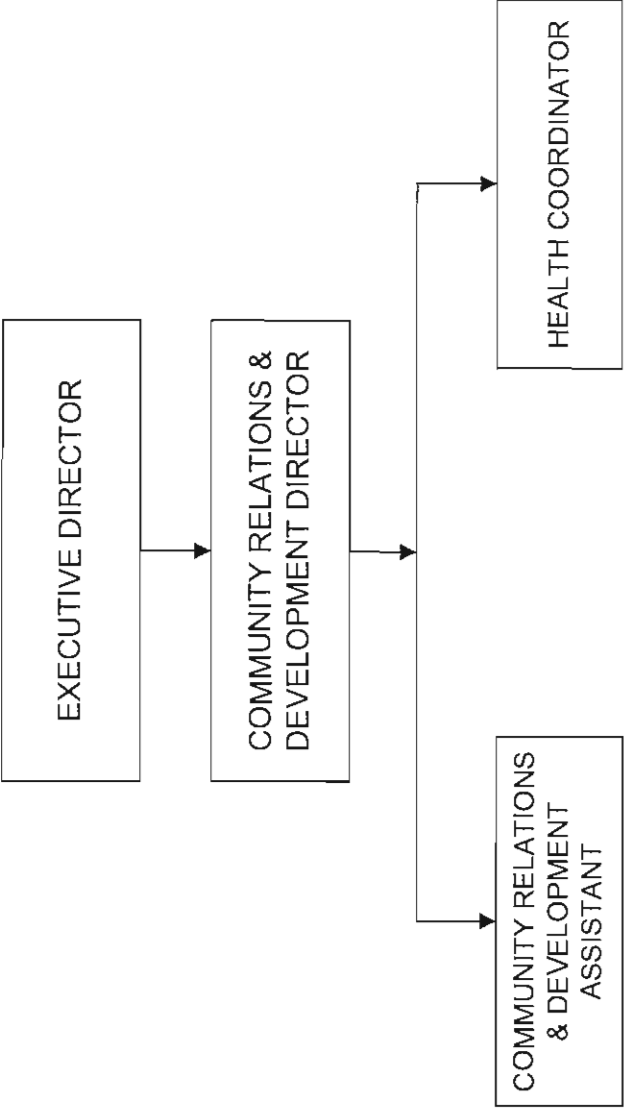 EXECUTIVE DIRECTOR
COMMUNITY RELATIONS &
DEVELOPMENT DIRECTOR
COMMUNITY RELATIONS
& DEVELOPMENT
ASSISTANT
HEALTH COORDINATOR